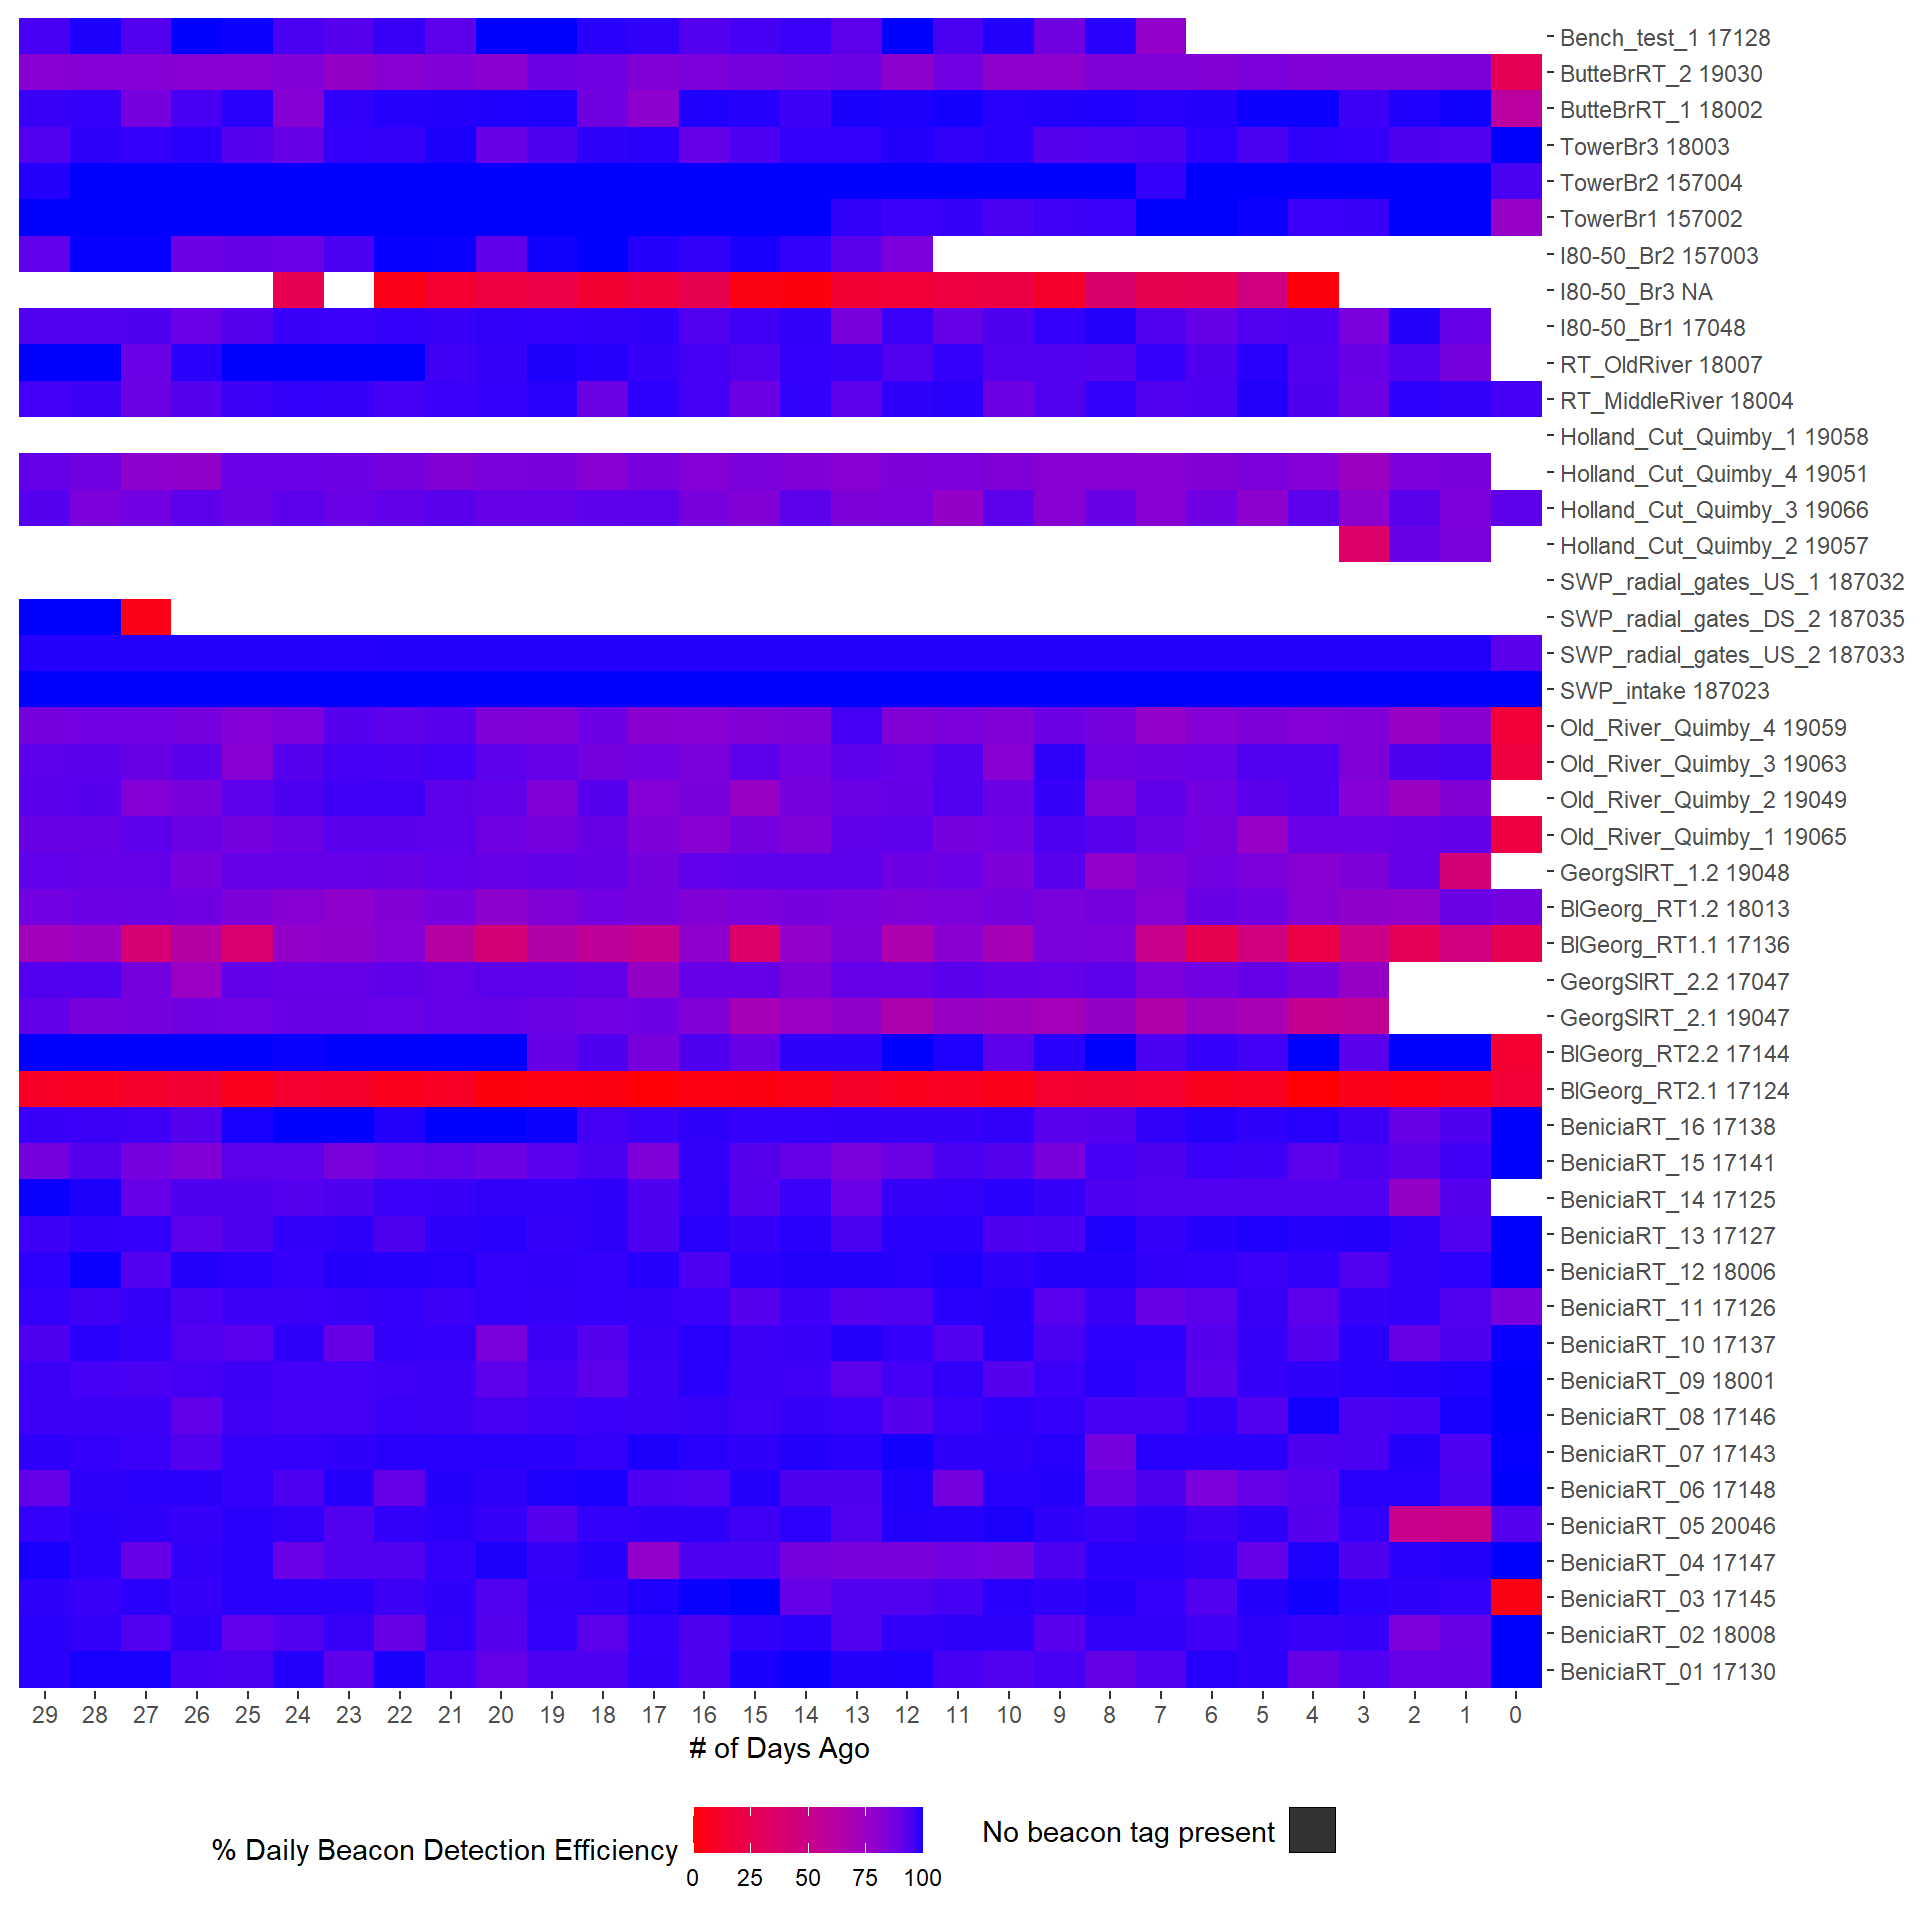 Bench_test_1 17128
ButteBrRT_2 19030
ButteBrRT_1 18002
TowerBr3 18003
TowerBr2 157004
TowerBr1 157002
I80-50_Br2 157003
I80-50_Br3 NA
I80-50_Br1 17048
RT_OldRiver 18007
RT_MiddleRiver 18004
Holland_Cut_Quimby_1 19058
Holland_Cut_Quimby_4 19051
Holland_Cut_Quimby_3 19066
Holland_Cut_Quimby_2 19057
SWP_radial_gates_US_1 187032
SWP_radial_gates_DS_2 187035
SWP_radial_gates_US_2 187033
SWP_intake 187023
Old_River_Quimby_4 19059
Old_River_Quimby_3 19063
Old_River_Quimby_2 19049
Old_River_Quimby_1 19065
GeorgSlRT_1.2 19048
BlGeorg_RT1.2 18013
BlGeorg_RT1.1 17136
GeorgSlRT_2.2 17047
GeorgSlRT_2.1 19047
BlGeorg_RT2.2 17144
BlGeorg_RT2.1 17124
BeniciaRT_16 17138
BeniciaRT_15 17141
BeniciaRT_14 17125
BeniciaRT_13 17127
BeniciaRT_12 18006
BeniciaRT_11 17126
BeniciaRT_10 17137
BeniciaRT_09 18001
BeniciaRT_08 17146
BeniciaRT_07 17143
BeniciaRT_06 17148
BeniciaRT_05 20046
BeniciaRT_04 17147
BeniciaRT_03 17145
BeniciaRT_02 18008
BeniciaRT_01 17130
29 28 27 26 25 24 23 22 21 20 19 18 17 16 15 14 13 12 11 10 9 8 7 6 5 4 3 2 1 0
# of Days Ago
% Daily Beacon Detection Efficiency
0 25 50 75 100
No beacon tag present